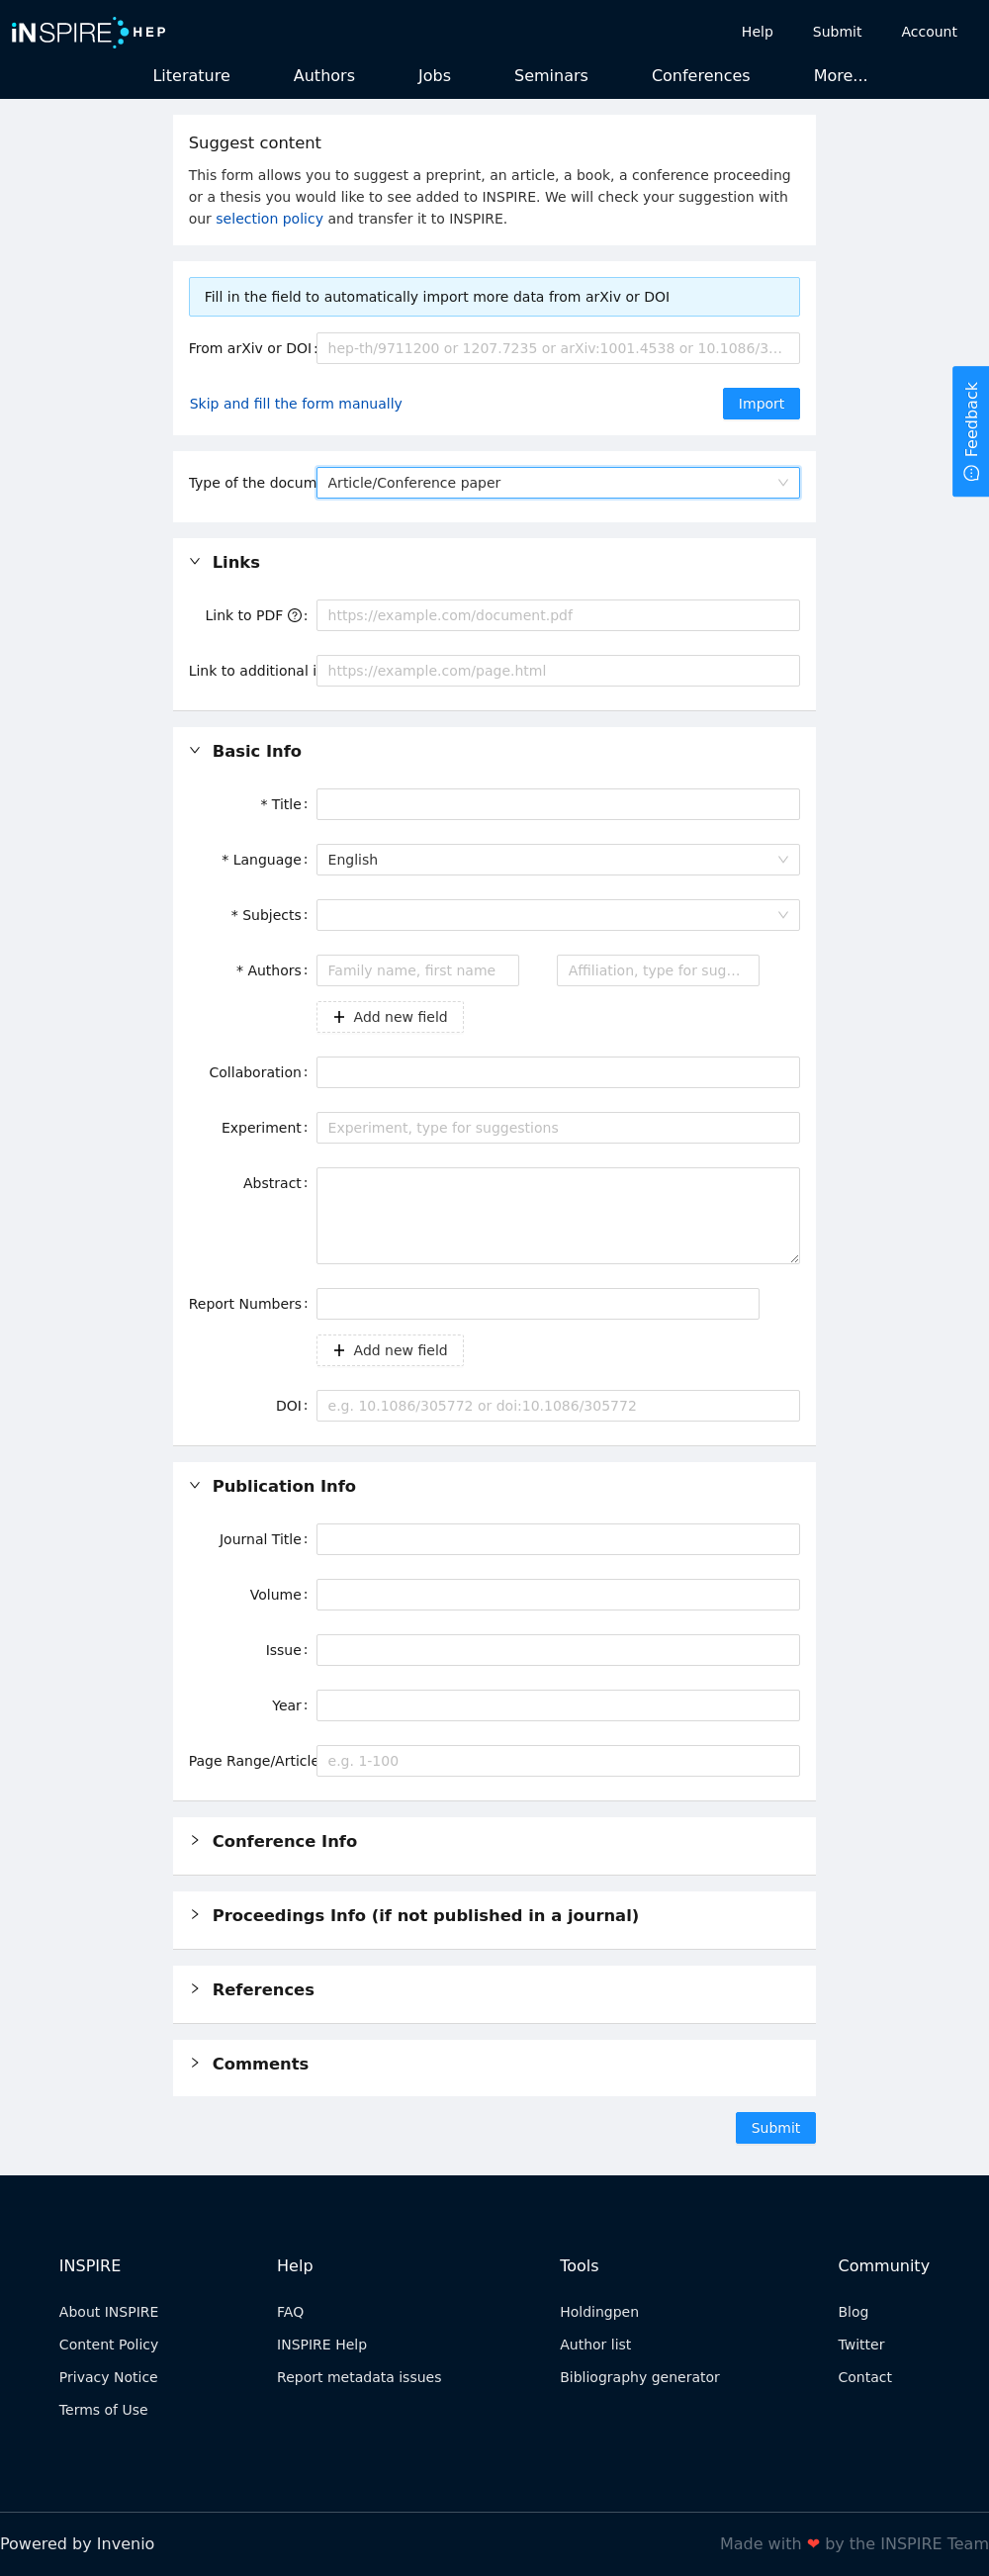 iNSPIRE HEP
Help Submit Account
Literature Authors Jobs Seminars Conferences More...
Suggest content
This form allows you to suggest a preprint, an article, a book, a conference proceeding
or a thesis you would like to see added to INSPIRE. We will check your suggestion with
our selection policy and transfer it to INSPIRE.
Fill in the field to automatically import more data from arXiv or DOI
From arXiv or DOI: hep-th/9711200 or 1207.7235 or arXiv:1001.4538 or 10.1086/3...
Skip and fill the form manually Import
Feedback
Type of the docum Article/Conference paper
Links
Link to PDF : https://example.com/document.pdf
Link to additional i https://example.com/page.html
Basic Info
* Title:
* Language: English
* Subjects:
* Authors: Family name, first name Affiliation, type for sug...
+ Add new field
Collaboration:
Experiment: Experiment, type for suggestions
Abstract:
Report Numbers:
+ Add new field
DOI: e.g. 10.1086/305772 or doi:10.1086/305772
Publication Info
Journal Title:
Volume:
Issue:
Year:
Page Range/Article e.g. 1-100
Conference Info
Proceedings Info (if not published in a journal)
References
Comments
Submit
INSPIRE Help Tools Community
About INSPIRE FAQ Holdingpen Blog
Content Policy INSPIRE Help Author list Twitter
Privacy Notice Report metadata issues Bibliography generator Contact
Terms of Use
Powered by Invenio Made with ❤ by the INSPIRE Team